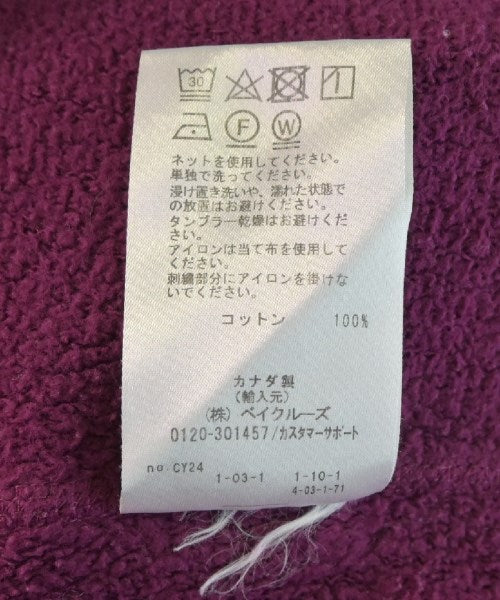 30
F W
ネットを使用してください。
単独で洗ってください。
浸け置き洗いや、濡れた状態で
の放置はお避けください。
タンブラー乾燥はお避けくだ
さい。
アイロンは当て布を使用して
ください。
刺繍部分にアイロンを掛けな
いでください。
コットン 100%
カナダ製
(輸入元)
(株) ベイクルーズ
0120-301457/カスタマーサポート
no.CY24 1-03-1 1-10-1
4-03-1-71